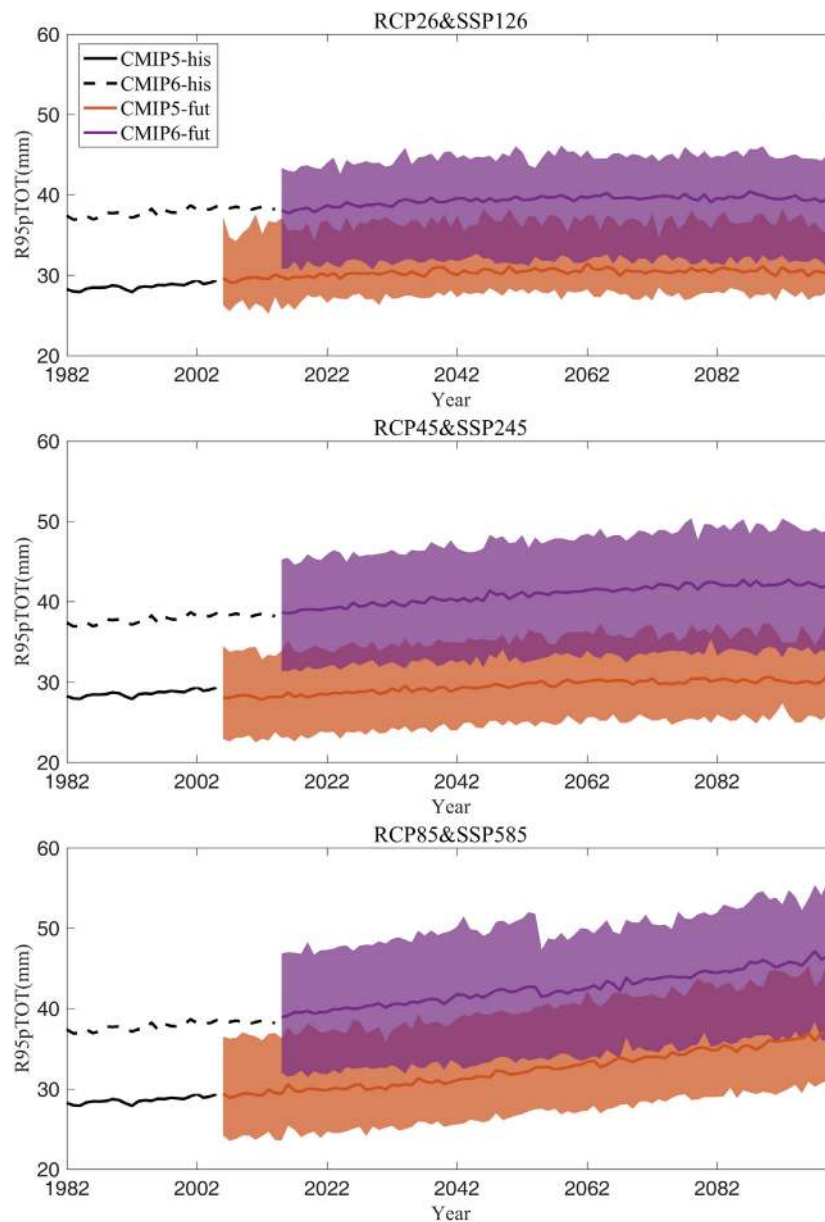 RCP26&SSP126
60
CMIP5-his
CMIP6-his
50
CMIP5-fut
CMIP6-fut
R95pTOT(mm)
40
30
20
1982 2002 2022 2042 2062 2082
Year
RCP45&SSP245
60
50
R95pTOT(mm)
40
30
20
1982 2002 2022 2042 2062 2082
Year
RCP85&SSP585
60
50
R95pTOT(mm)
40
30
20
1982 2002 2022 2042 2062 2082
Year